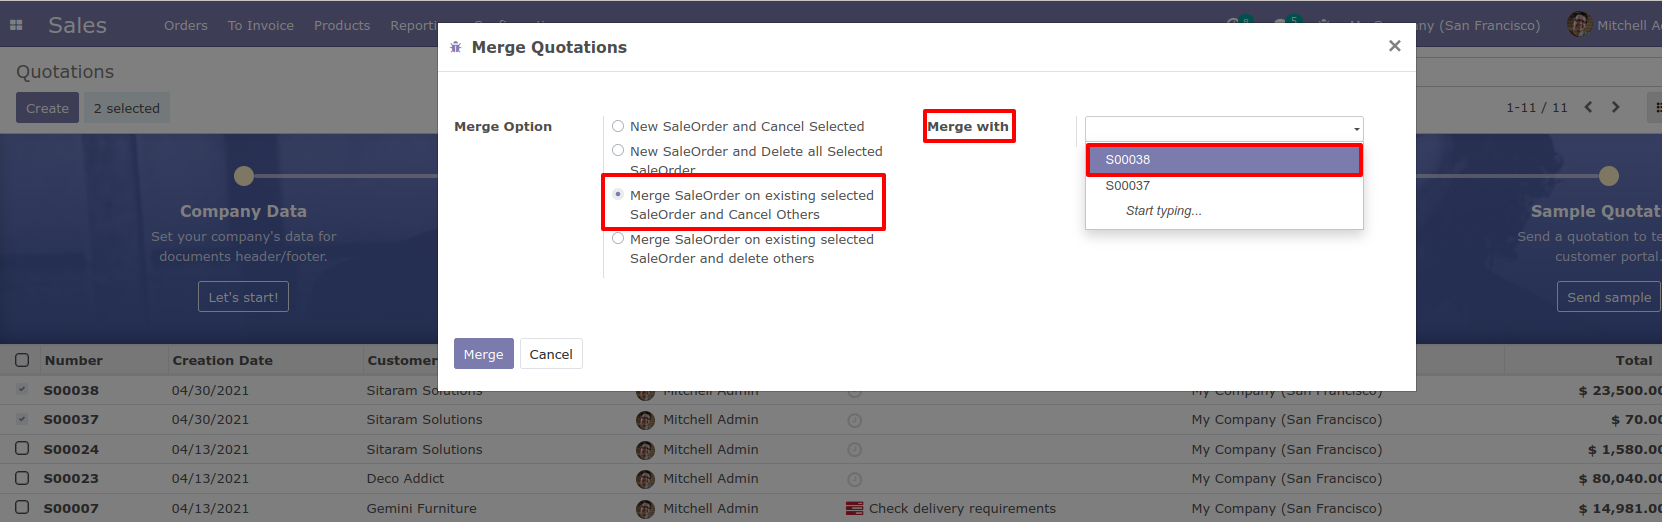 Sales
Orders To Invoice Products Reporti
8 5 My Company (San Francisco) Mitchell Ad
Merge Quotations ×
Quotations
Create 2 selected
1-11 / 11
Merge Option
New SaleOrder and Cancel Selected
New SaleOrder and Delete all Selected
SaleOrder
Merge SaleOrder on existing selected
SaleOrder and Cancel Others
Merge SaleOrder on existing selected
SaleOrder and delete others
Merge with
S00038
S00037
Start typing...
Company Data
Set your company's data for
documents header/footer.
Let's start!
Sample Quotat
Send a quotation to te
customer portal.
Send sample
Merge Cancel
Number Creation Date Customer Total
S00038 04/30/2021 Sitaram Solutions Mitchell Admin My Company (San Francisco) $ 23,500.00
S00037 04/30/2021 Sitaram Solutions Mitchell Admin My Company (San Francisco) $ 70.00
S00024 04/13/2021 Sitaram Solutions Mitchell Admin My Company (San Francisco) $ 1,580.00
S00023 04/13/2021 Deco Addict Mitchell Admin My Company (San Francisco) $ 80,040.00
S00007 04/13/2021 Gemini Furniture Mitchell Admin Check delivery requirements My Company (San Francisco) $ 14,981.00